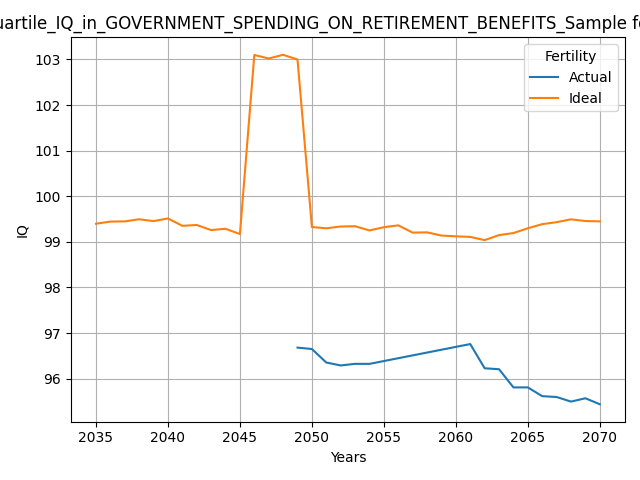 uartile_IQ_in_GOVERNMENT_SPENDING_ON_RETIREMENT_BENEFITS_Sample fo
Fertility
Actual
Ideal
103
102
101
100
99
98
97
96
IQ
2035 2040 2045 2050 2055 2060 2065 2070
Years